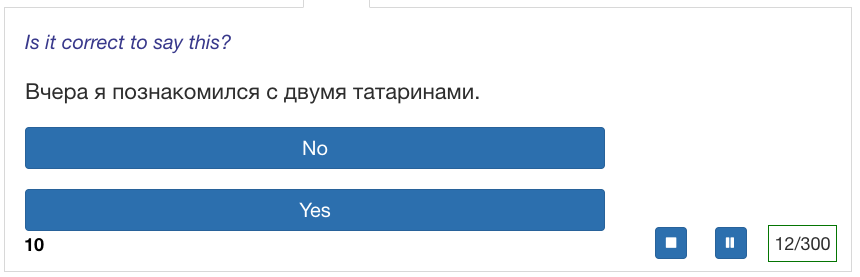 Is it correct to say this?
Вчера я познакомился с двумя татаринами.
No
Yes
10
12/300